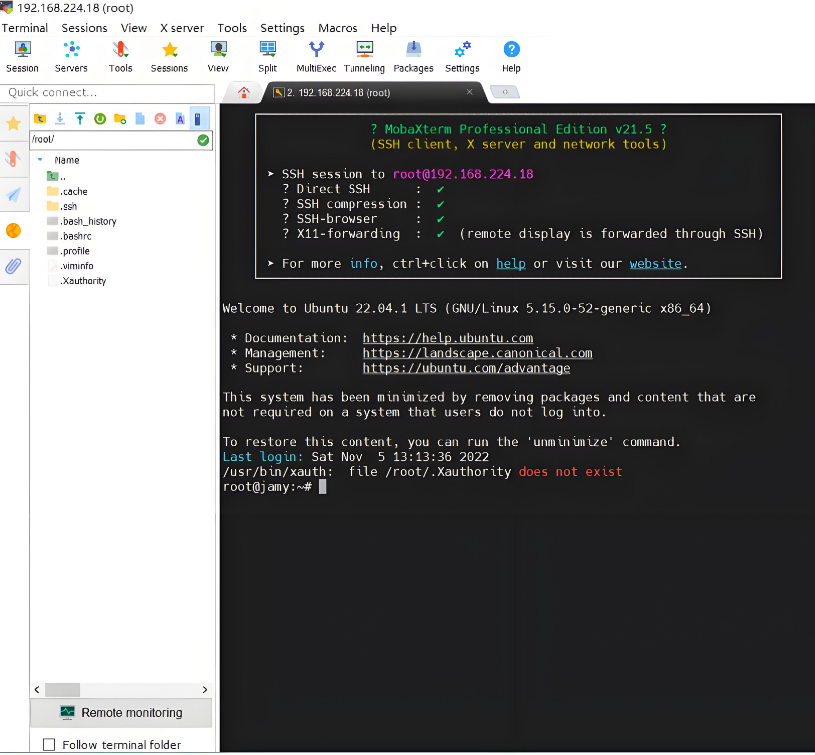 192.168.224.18 (root)
Terminal Sessions View X server Tools Settings Macros Help
Session Servers Tools Sessions View Split MultiExec Tunneling Packages Settings Help
Quick connect...
2. 192.168.224.18 (root)
/root/
Name
..
.cache
.ssh
.bash_history
.bashrc
.profile
.viminfo
.Xauthority
Remote monitoring
Follow terminal folder
? MobaXterm Professional Edition v21.5 ?
(SSH client, X server and network tools)
➤ SSH session to root@192.168.224.18
? Direct SSH : ✔
? SSH compression : ✔
? SSH-browser : ✔
? X11-forwarding : ✔ (remote display is forwarded through SSH)
➤ For more info, ctrl+click on help or visit our website.
Welcome to Ubuntu 22.04.1 LTS (GNU/Linux 5.15.0-52-generic x86_64)
* Documentation: https://help.ubuntu.com
* Management: https://landscape.canonical.com
* Support: https://ubuntu.com/advantage
This system has been minimized by removing packages and content that are
not required on a system that users do not log into.
To restore this content, you can run the 'unminimize' command.
Last login: Sat Nov 5 13:13:36 2022
/usr/bin/xauth: file /root/.Xauthority does not exist
root@jamy:~#